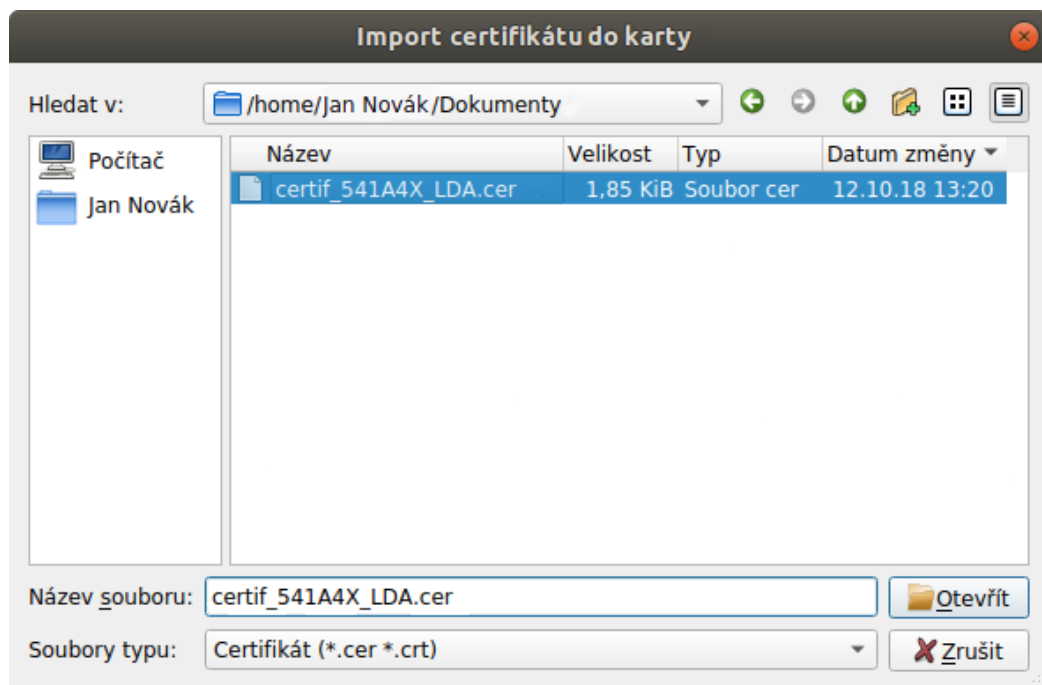 Import certifikátu do karty
Hledat v: /home/Jan Novák/Dokumenty
Počítač
Jan Novák
Název Velikost Typ Datum změny
certif_541A4X_LDA.cer 1,85 KiB Soubor cer 12.10.18 13:20
Název souboru: certif_541A4X_LDA.cer Otevřít
Soubory typu: Certifikát (*.cer *.crt) Zrušit